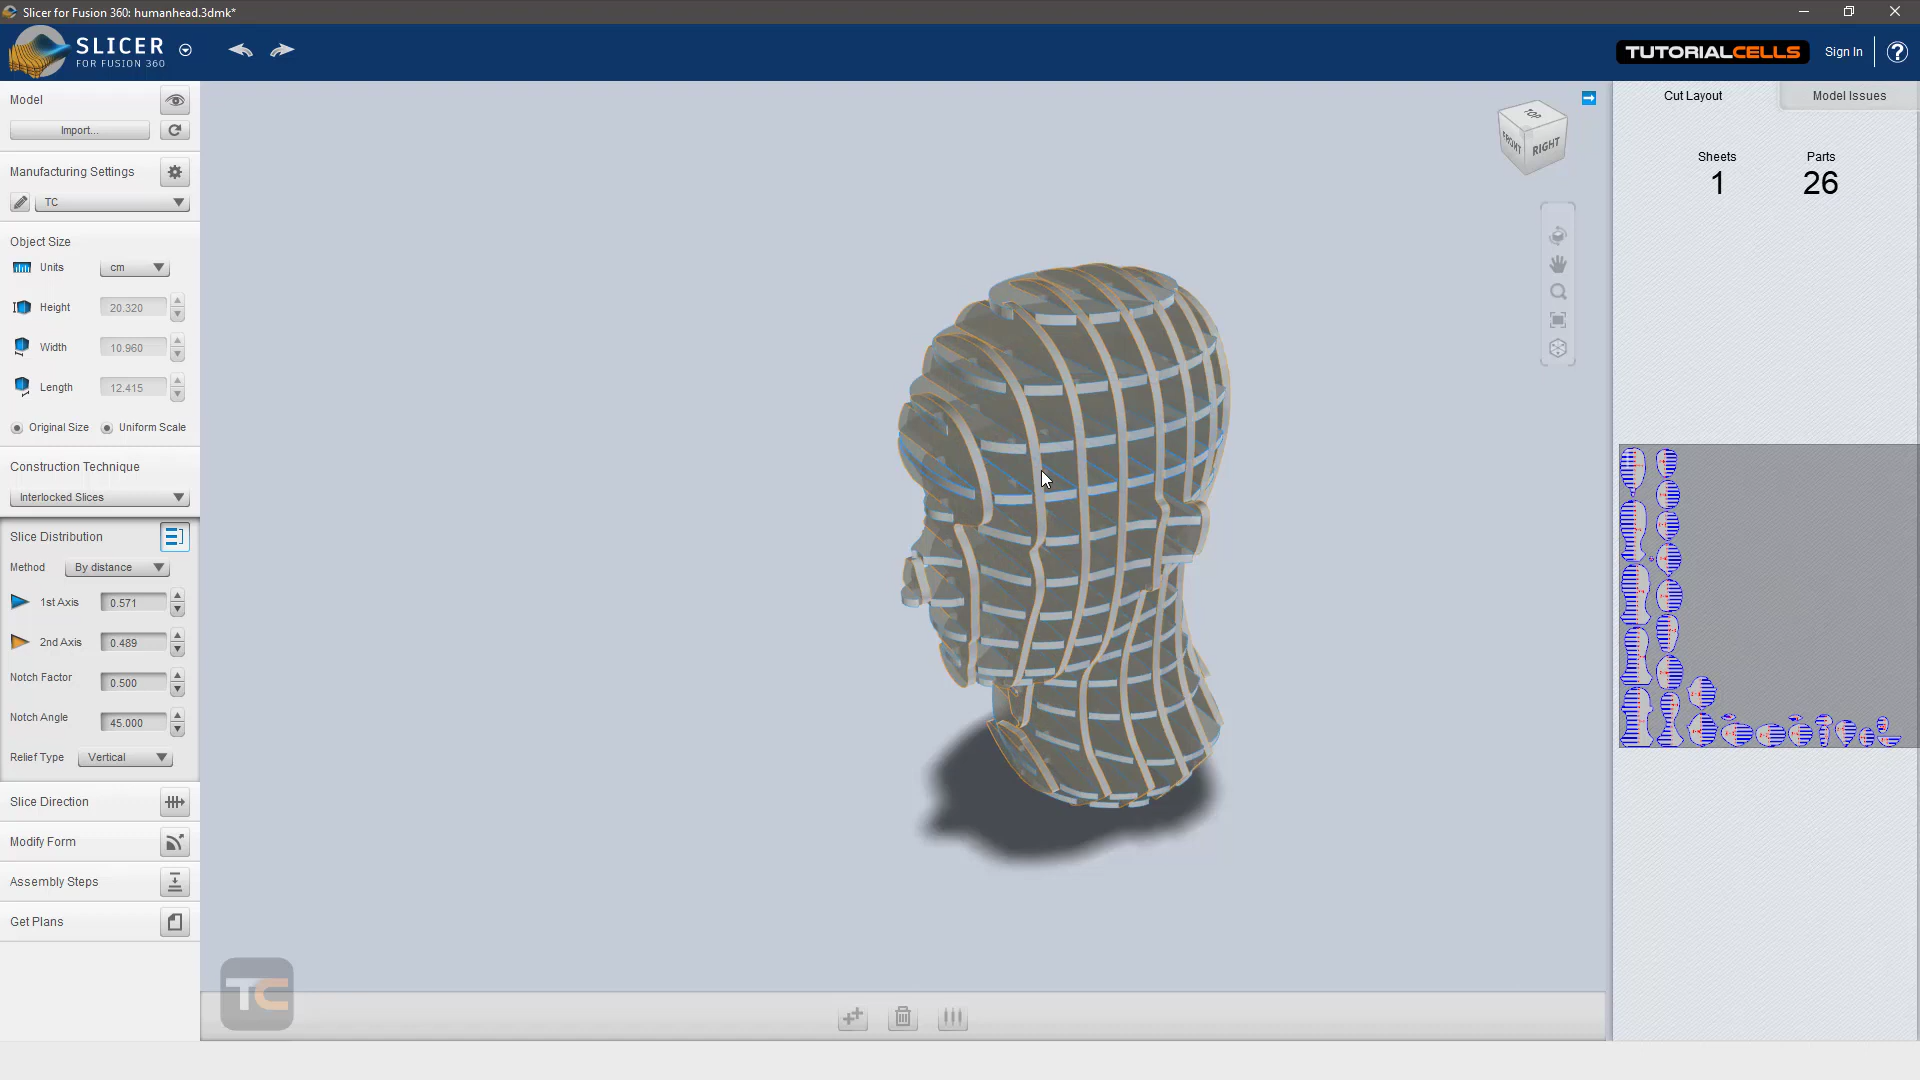 Slicer for Fusion 360: humanhead.3dmk*
SLICER
FOR FUSION 360
TUTORIALCELLS
Sign In
?
Model
Import...
Manufacturing Settings
TC
Object Size
Units
cm
Height
20.320
Width
10.960
Length
12.415
Original Size
Uniform Scale
Construction Technique
Interlocked Slices
Slice Distribution
Method
By distance
1st Axis
0.571
2nd Axis
0.489
Notch Factor
0.500
Notch Angle
45.000
Relief Type
Vertical
Slice Direction
Modify Form
Assembly Steps
Get Plans
TC
TOP
FRONT
RIGHT
Cut Layout
Model Issues
Sheets
Parts
1
26